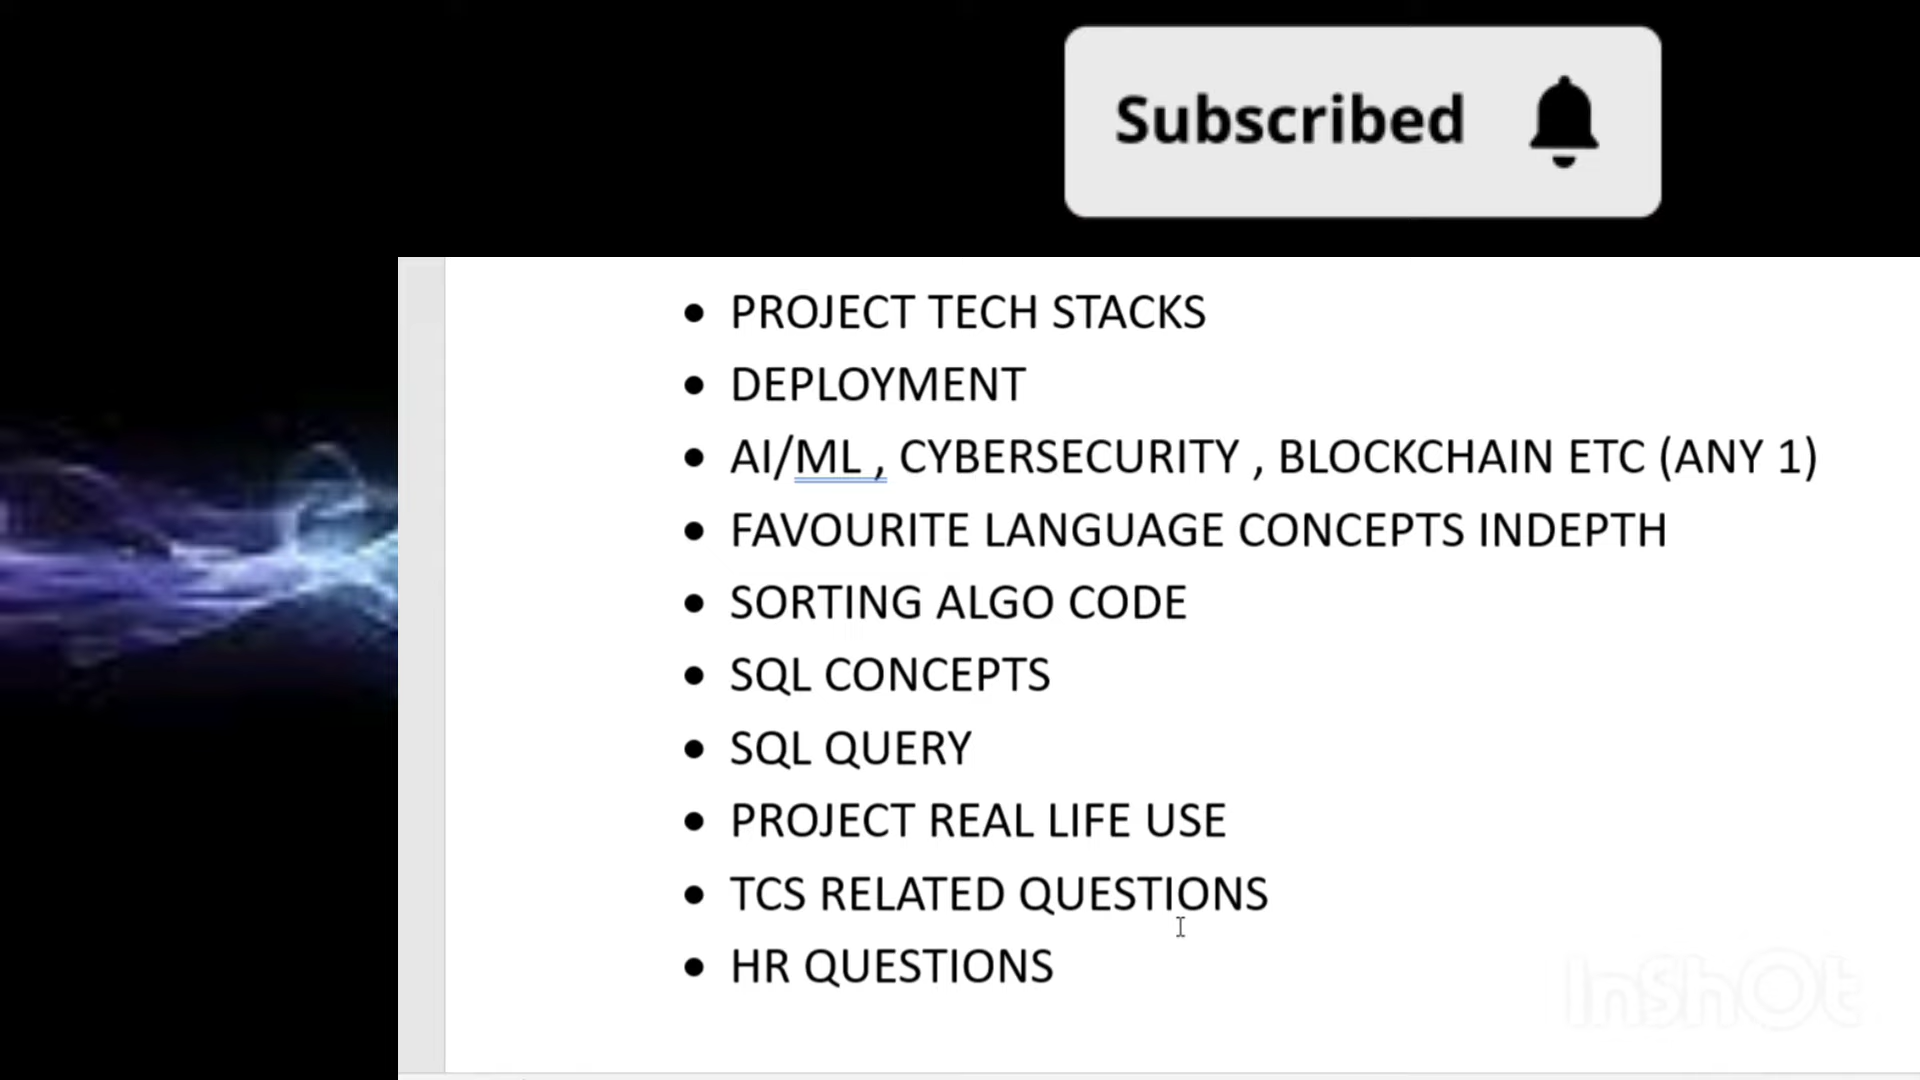 Subscribed
• PROJECT TECH STACKS
• DEPLOYMENT
• AI/ML , CYBERSECURITY , BLOCKCHAIN ETC (ANY 1)
• FAVOURITE LANGUAGE CONCEPTS INDEPTH
• SORTING ALGO CODE
• SQL CONCEPTS
• SQL QUERY
• PROJECT REAL LIFE USE
• TCS RELATED QUESTIONS
• HR QUESTIONS
InShOt